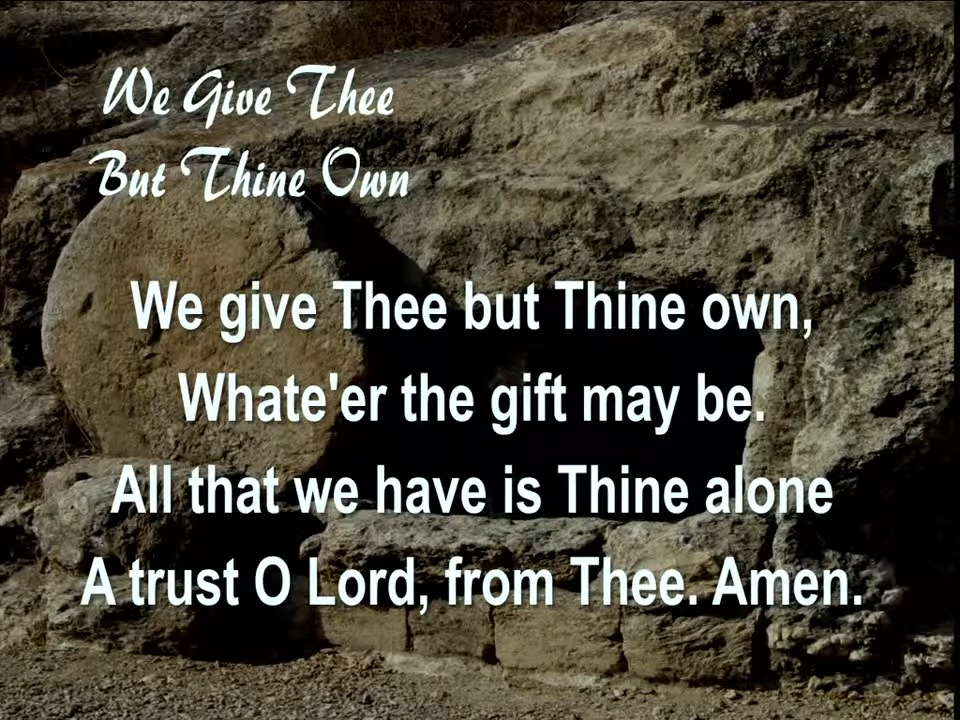 We Give Thee
But Thine Own
We give Thee but Thine own,
Whate'er the gift may be.
All that we have is Thine alone
A trust O Lord, from Thee. Amen.